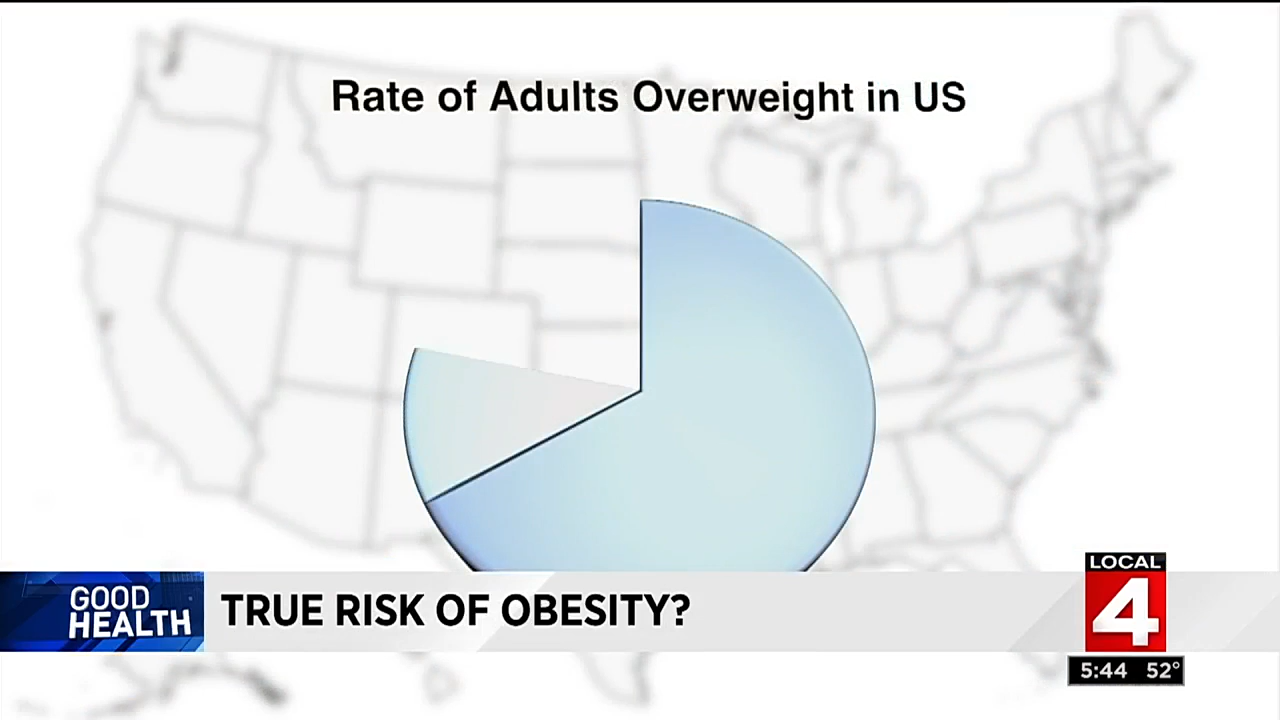 Rate of Adults Overweight in US
GOOD
HEALTH
TRUE RISK OF OBESITY?
LOCAL
4
5:44 52°